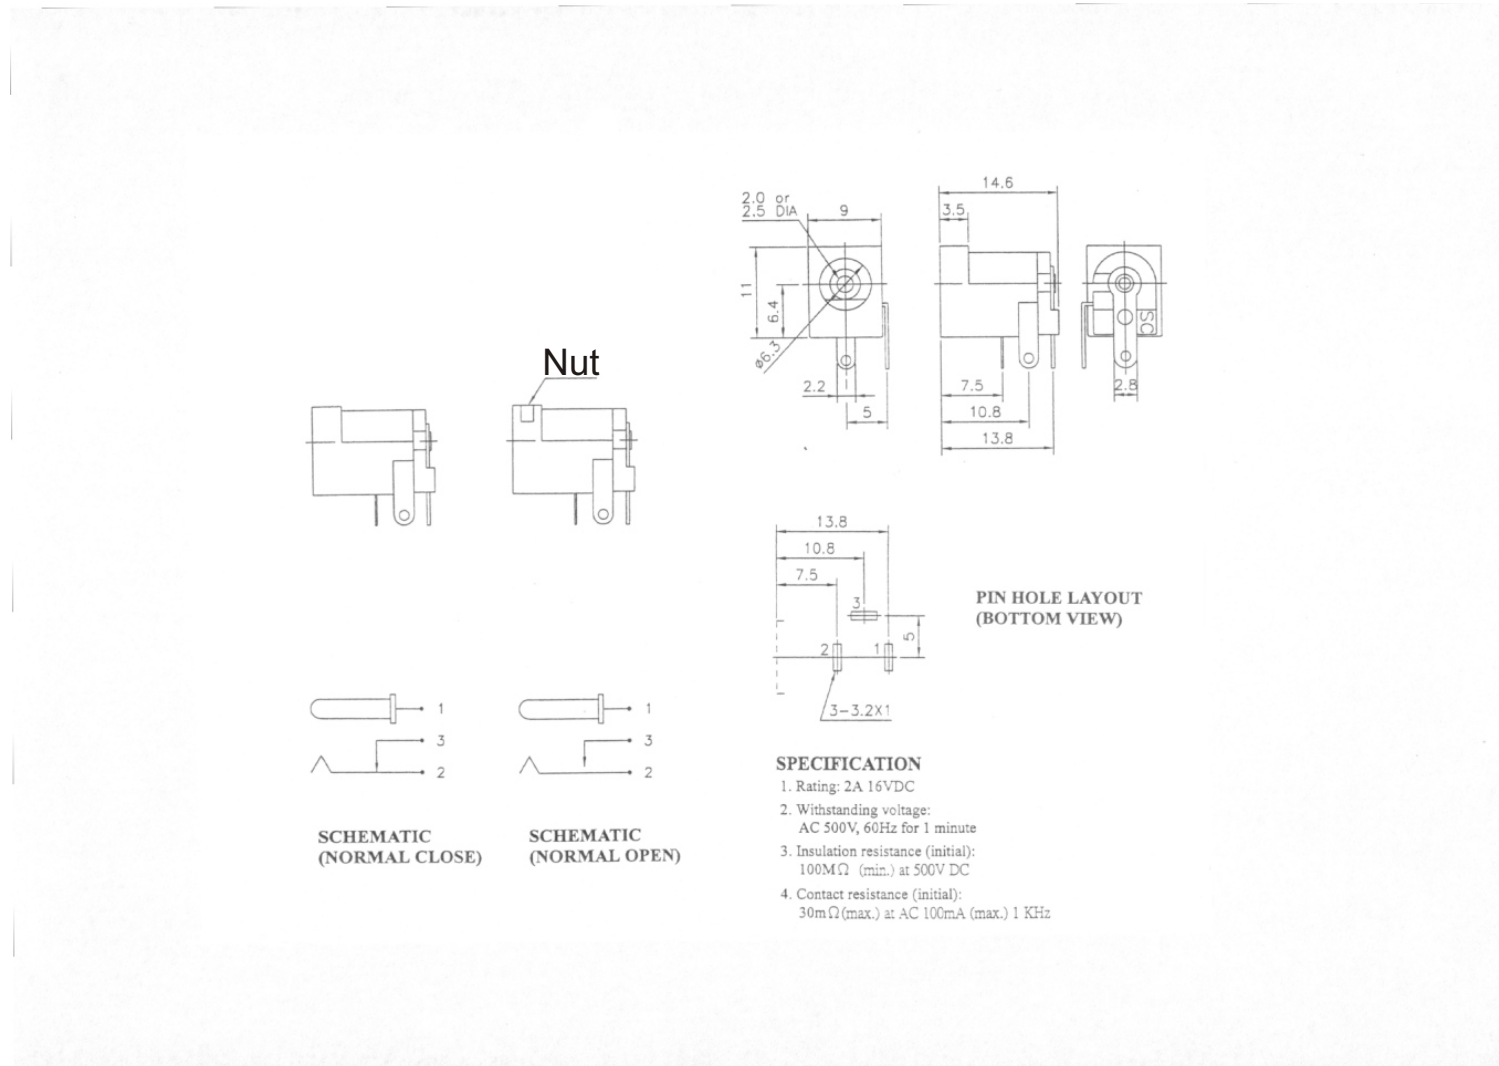 2.0 or
2.5 DIA
9
11
6.4
ø6.3
2.2
5
14.6
3.5
7.5
10.8
13.8
SC
2.8
Nut
13.8
10.8
7.5
3
2
1
5
3-3.2X1
PIN HOLE LAYOUT
(BOTTOM VIEW)
1
3
2
SCHEMATIC
(NORMAL CLOSE)
1
3
2
SCHEMATIC
(NORMAL OPEN)
SPECIFICATION
1. Rating: 2A 16VDC
2. Withstanding voltage:
AC 500V, 60Hz for 1 minute
3. Insulation resistance (initial):
100MΩ (min.) at 500V DC
4. Contact resistance (initial):
30mΩ(max.) at AC 100mA (max.) 1 KHz